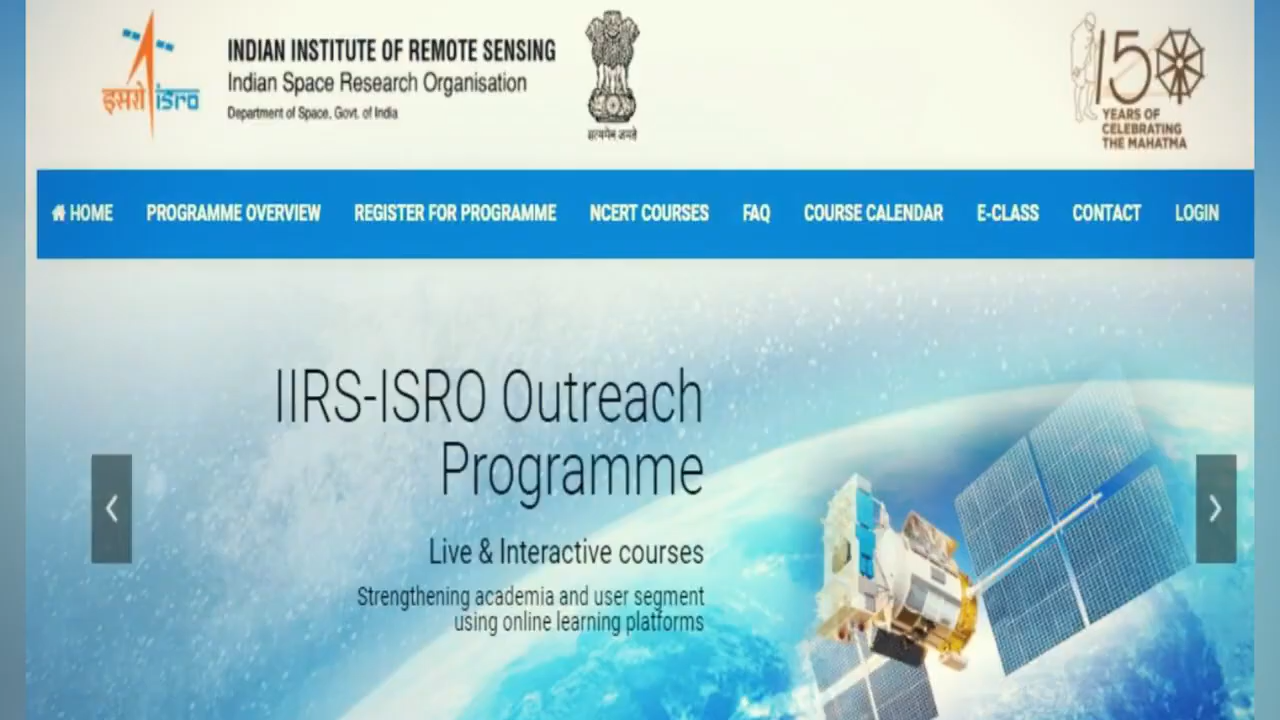 इसरो isro
INDIAN INSTITUTE OF REMOTE SENSING
Indian Space Research Organisation
Department of Space, Govt. of India
सत्यमेव जयते
150
YEARS OF
CELEBRATING
THE MAHATMA
HOME PROGRAMME OVERVIEW REGISTER FOR PROGRAMME NCERT COURSES FAQ COURSE CALENDAR E-CLASS CONTACT LOGIN
IIRS-ISRO Outreach
Programme
Live & Interactive courses
Strengthening academia and user segment
using online learning platforms